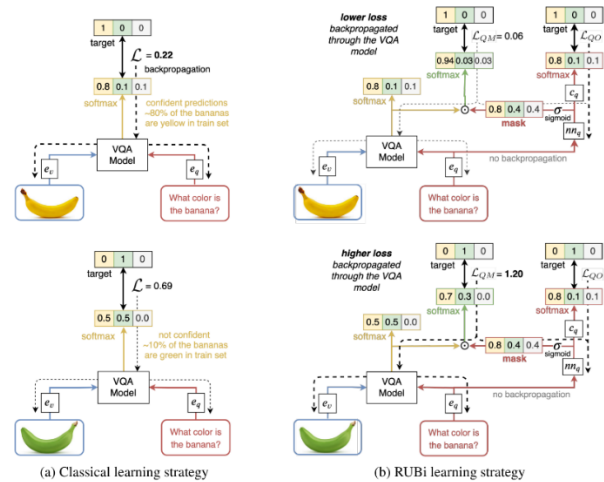 1 0 0
target
ℒ = 0.22
backpropagation
0.8 0.1 0.1
softmax
confident predictions
~80% of the bananas
are yellow in train set
VQA
Model
e_v
e_q
What color is
the banana?
0 1 0
target
ℒ = 0.69
0.5 0.5 0.0
softmax
not confident
~10% of the bananas
are green in train set
VQA
Model
e_v
e_q
What color is
the banana?
(a) Classical learning strategy
lower loss
backpropagated
through the VQA
model
1 0 0
target
ℒ_QM = 0.06
0.94 0.03 0.03
softmax
1 0 0
target
ℒ_QO
0.8 0.1 0.1
softmax
c_q
0.8 0.1 0.1
softmax
0.8 0.4 0.4
mask
σ
sigmoid
nn_q
VQA
Model
no backpropagation
e_v
e_q
What color is
the banana?
higher loss
backpropagated
through the VQA
model
0 1 0
target
ℒ_QM = 1.20
0.7 0.3 0.0
softmax
0 1 0
target
ℒ_QO
0.8 0.1 0.1
softmax
c_q
0.5 0.5 0.0
softmax
0.8 0.4 0.4
mask
σ
sigmoid
nn_q
VQA
Model
no backpropagation
e_v
e_q
What color is
the banana?
(b) RUBi learning strategy